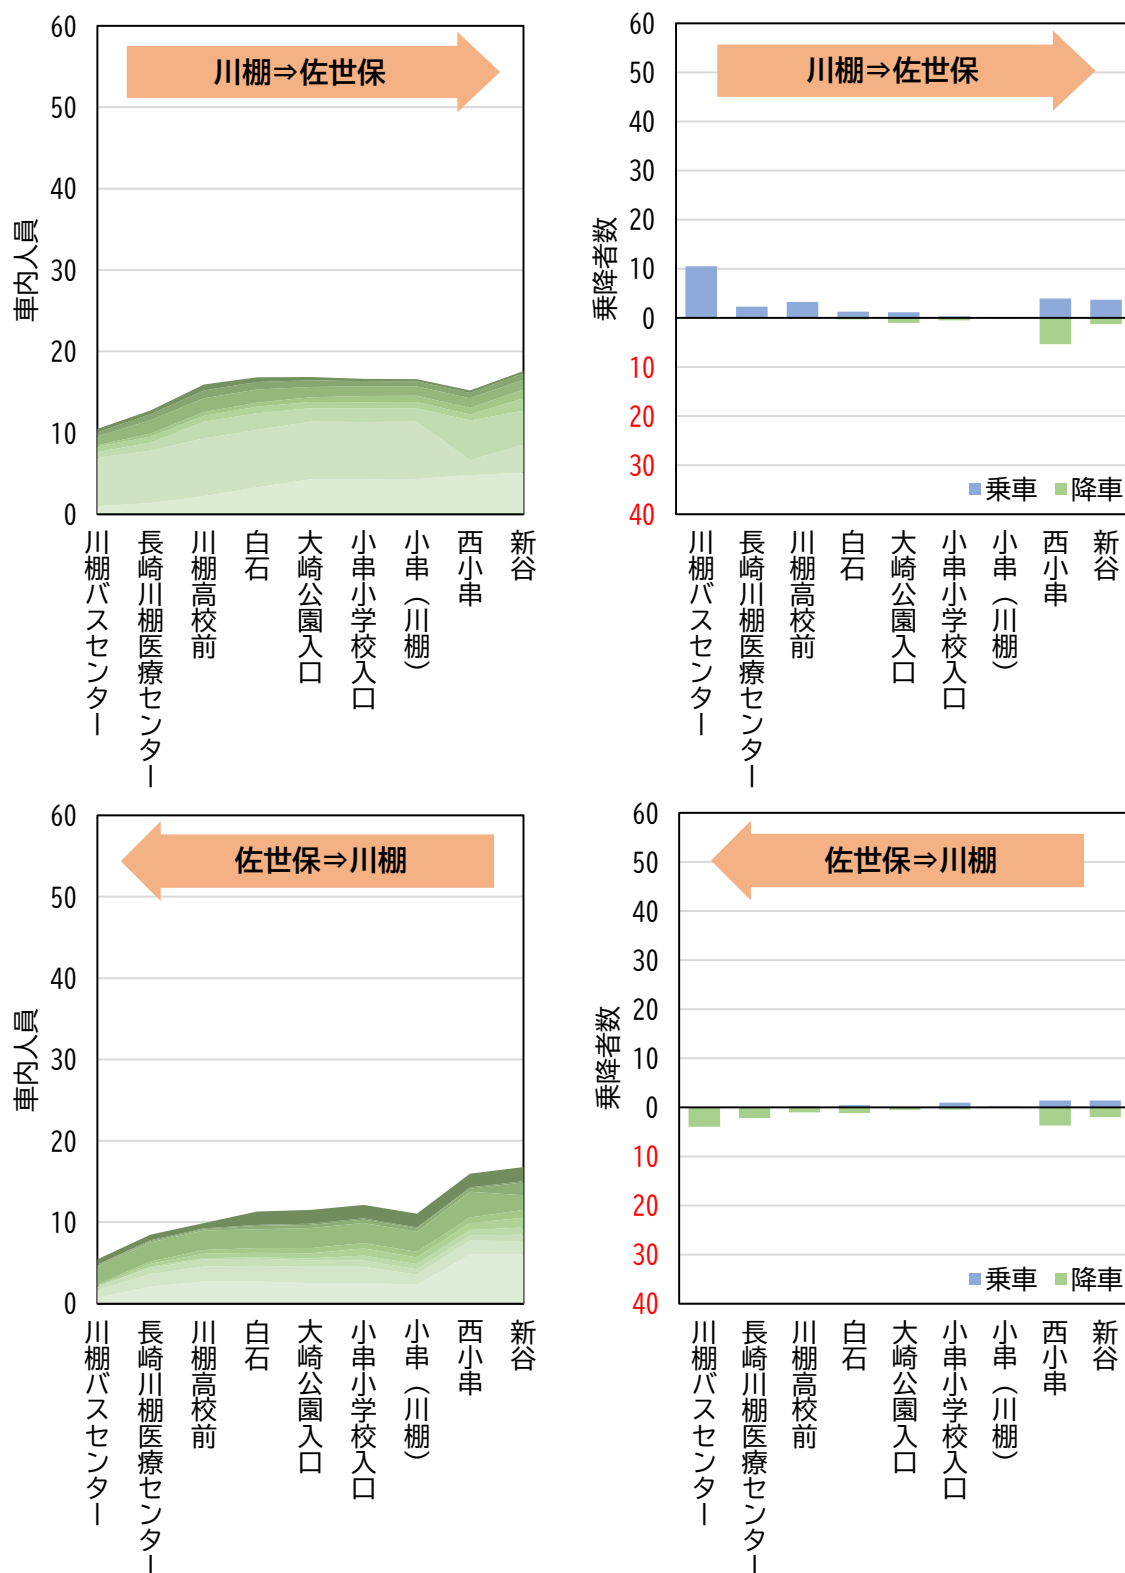 川棚⇒佐世保
車内人員
60
50
40
30
20
10
0
川棚バスセンター
長崎川棚医療センター
川棚高校前
白石
大崎公園入口
小串小学校入口
小串（川棚）
西小串
新谷
川棚⇒佐世保
乗降者数
60
50
40
30
20
10
0
10
20
30
40
乗車 降車
川棚バスセンター
長崎川棚医療センター
川棚高校前
白石
大崎公園入口
小串小学校入口
小串（川棚）
西小串
新谷
佐世保⇒川棚
車内人員
60
50
40
30
20
10
0
川棚バスセンター
長崎川棚医療センター
川棚高校前
白石
大崎公園入口
小串小学校入口
小串（川棚）
西小串
新谷
佐世保⇒川棚
乗降者数
60
50
40
30
20
10
0
10
20
30
40
乗車 降車
川棚バスセンター
長崎川棚医療センター
川棚高校前
白石
大崎公園入口
小串小学校入口
小串（川棚）
西小串
新谷